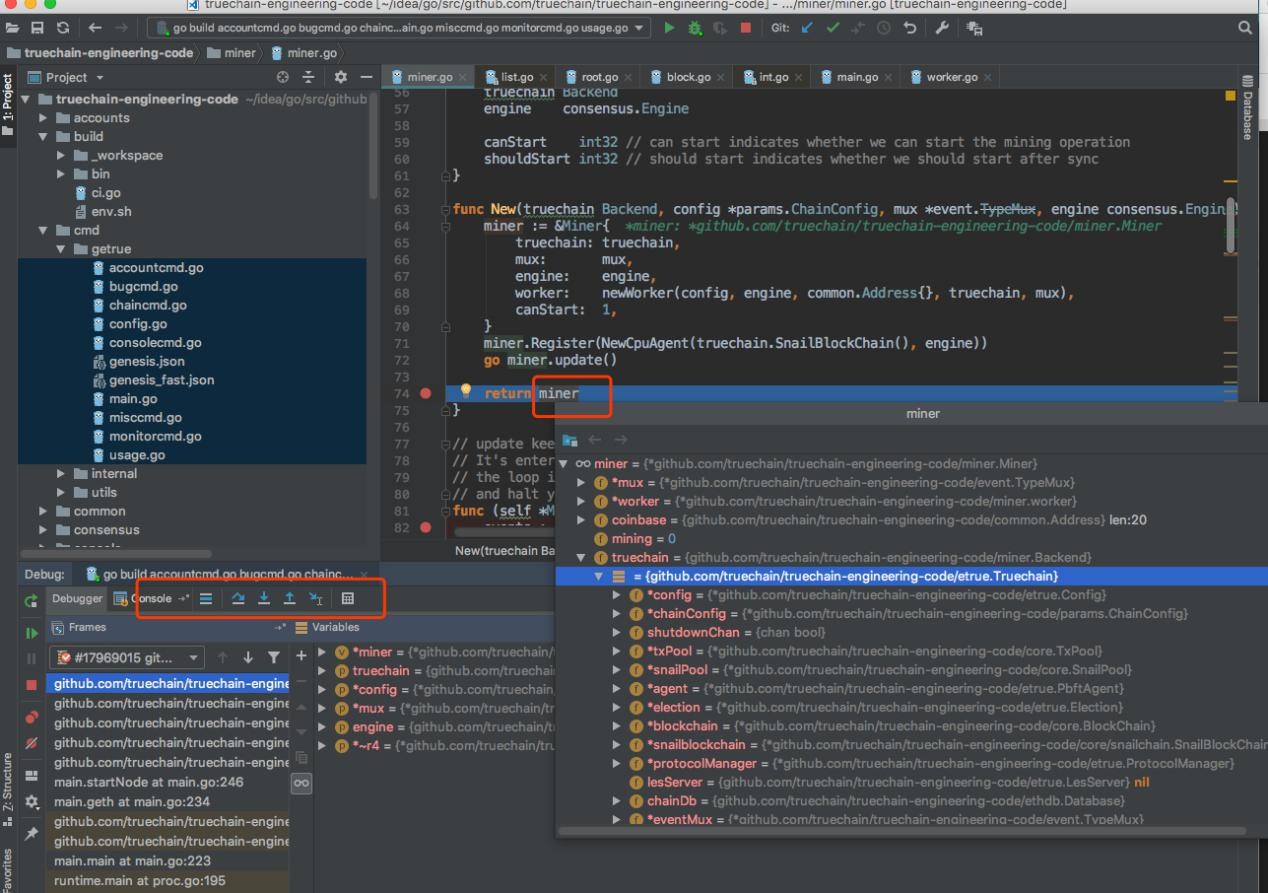 truechain-engineering-code [~/idea/go/src/github.com/truechain/truechain-engineering-code] - .../miner/miner.go [truechain-engineering-code]
go build accountcmd.go bugcmd.go chainc...ain.go misccmd.go monitorcmd.go usage.go
Git:
truechain-engineering-code
miner
miner.go
1: Project
Project
truechain-engineering-code ~/idea/go/src/github
accounts
build
_workspace
bin
ci.go
env.sh
cmd
getrue
accountcmd.go
bugcmd.go
chaincmd.go
config.go
consolecmd.go
genesis.json
genesis_fast.json
main.go
misccmd.go
monitorcmd.go
usage.go
internal
utils
common
consensus
miner.go
list.go
root.go
block.go
int.go
main.go
worker.go
Database
56 truechain Backend
57 engine consensus.Engine
58
59 canStart int32 // can start indicates whether we can start the mining operation
60 shouldStart int32 // should start indicates whether we should start after sync
61 }
62
63 func New(truechain Backend, config *params.ChainConfig, mux *event.TypeMux, engine consensus.Engin
64 miner := &Miner{ *miner: *github.com/truechain/truechain-engineering-code/miner.Miner
65 truechain: truechain,
66 mux: mux,
67 engine: engine,
68 worker: newWorker(config, engine, common.Address{}, truechain, mux),
69 canStart: 1,
70 }
71 miner.Register(NewCpuAgent(truechain.SnailBlockChain(), engine))
72 go miner.update()
73
74 return miner
75 }
76
77 // update kee
78 // It's enter
79 // the loop i
80 // and halt y
81 func (self *M
82
New(truechain Ba
miner
miner = {*github.com/truechain/truechain-engineering-code/miner.Miner}
*mux = {*github.com/truechain/truechain-engineering-code/event.TypeMux}
*worker = {*github.com/truechain/truechain-engineering-code/miner.worker}
coinbase = {github.com/truechain/truechain-engineering-code/common.Address} len:20
mining = 0
truechain = {github.com/truechain/truechain-engineering-code/miner.Backend}
= {github.com/truechain/truechain-engineering-code/etrue.Truechain}
*config = {*github.com/truechain/truechain-engineering-code/etrue.Config}
*chainConfig = {*github.com/truechain/truechain-engineering-code/params.ChainConfig}
shutdownChan = {chan bool}
*txPool = {*github.com/truechain/truechain-engineering-code/core.TxPool}
*snailPool = {*github.com/truechain/truechain-engineering-code/core.SnailPool}
*agent = {*github.com/truechain/truechain-engineering-code/etrue.PbftAgent}
*election = {*github.com/truechain/truechain-engineering-code/etrue.Election}
*blockchain = {*github.com/truechain/truechain-engineering-code/core.BlockChain}
*snailblockchain = {*github.com/truechain/truechain-engineering-code/core/snailchain.SnailBlockChain
*protocolManager = {*github.com/truechain/truechain-engineering-code/etrue.ProtocolManager}
lesServer = {github.com/truechain/truechain-engineering-code/etrue.LesServer} nil
chainDb = {github.com/truechain/truechain-engineering-code/ethdb.Database}
*eventMux = {*github.com/truechain/truechain-engineering-code/event.TypeMux}
Debug:
go build accountcmd.go bugcmd.go chainc...
Debugger
Console
Frames
Variables
#17969015 git...
github.com/truechain/truechain-engine
github.com/truechain/truechain-engine
github.com/truechain/truechain-engine
github.com/truechain/truechain-engine
github.com/truechain/truechain-engine
main.startNode at main.go:246
main.geth at main.go:234
github.com/truechain/truechain-engine
github.com/truechain/truechain-engine
main.main at main.go:223
runtime.main at proc.go:195
*miner = {*github.com/truechain/
truechain = {github.com/truecha
*config = {*github.com/truechain
*mux = {*github.com/truechain/t
engine = {github.com/truechain/
*~r4 = {*github.com/truechain/tru
Z: Structure
Favorites